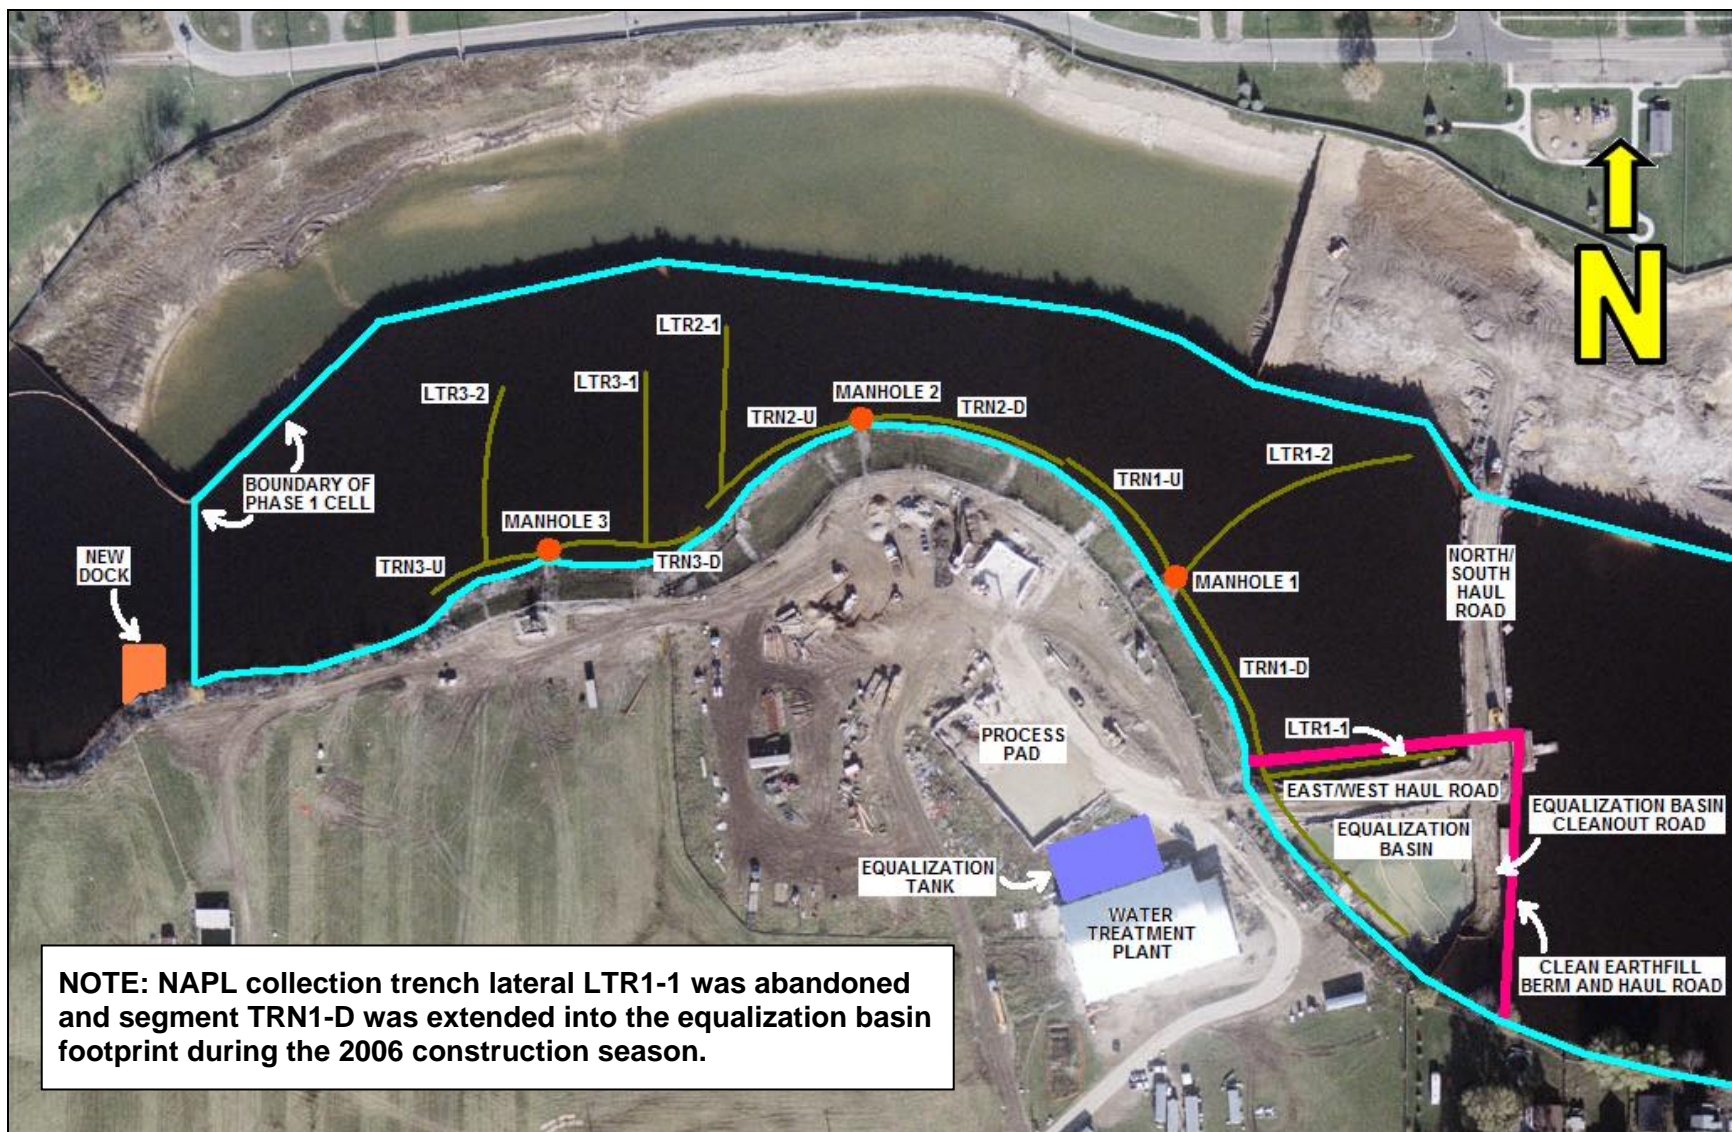 N
LTR2-1
LTR3-1
LTR3-2
MANHOLE 2
TRN2-U
TRN2-D
LTR1-2
TRN1-U
BOUNDARY OF
PHASE 1 CELL
MANHOLE 3
NEW
DOCK
TRN3-U
TRN3-D
MANHOLE 1
NORTH/
SOUTH
HAUL
ROAD
TRN1-D
LTR1-1
PROCESS
PAD
EAST/WEST HAUL ROAD
EQUALIZATION BASIN
CLEANOUT ROAD
EQUALIZATION
BASIN
EQUALIZATION
TANK
WATER
TREATMENT
PLANT
CLEAN EARTHFILL
BERM AND HAUL ROAD
NOTE: NAPL collection trench lateral LTR1-1 was abandoned
and segment TRN1-D was extended into the equalization basin
footprint during the 2006 construction season.